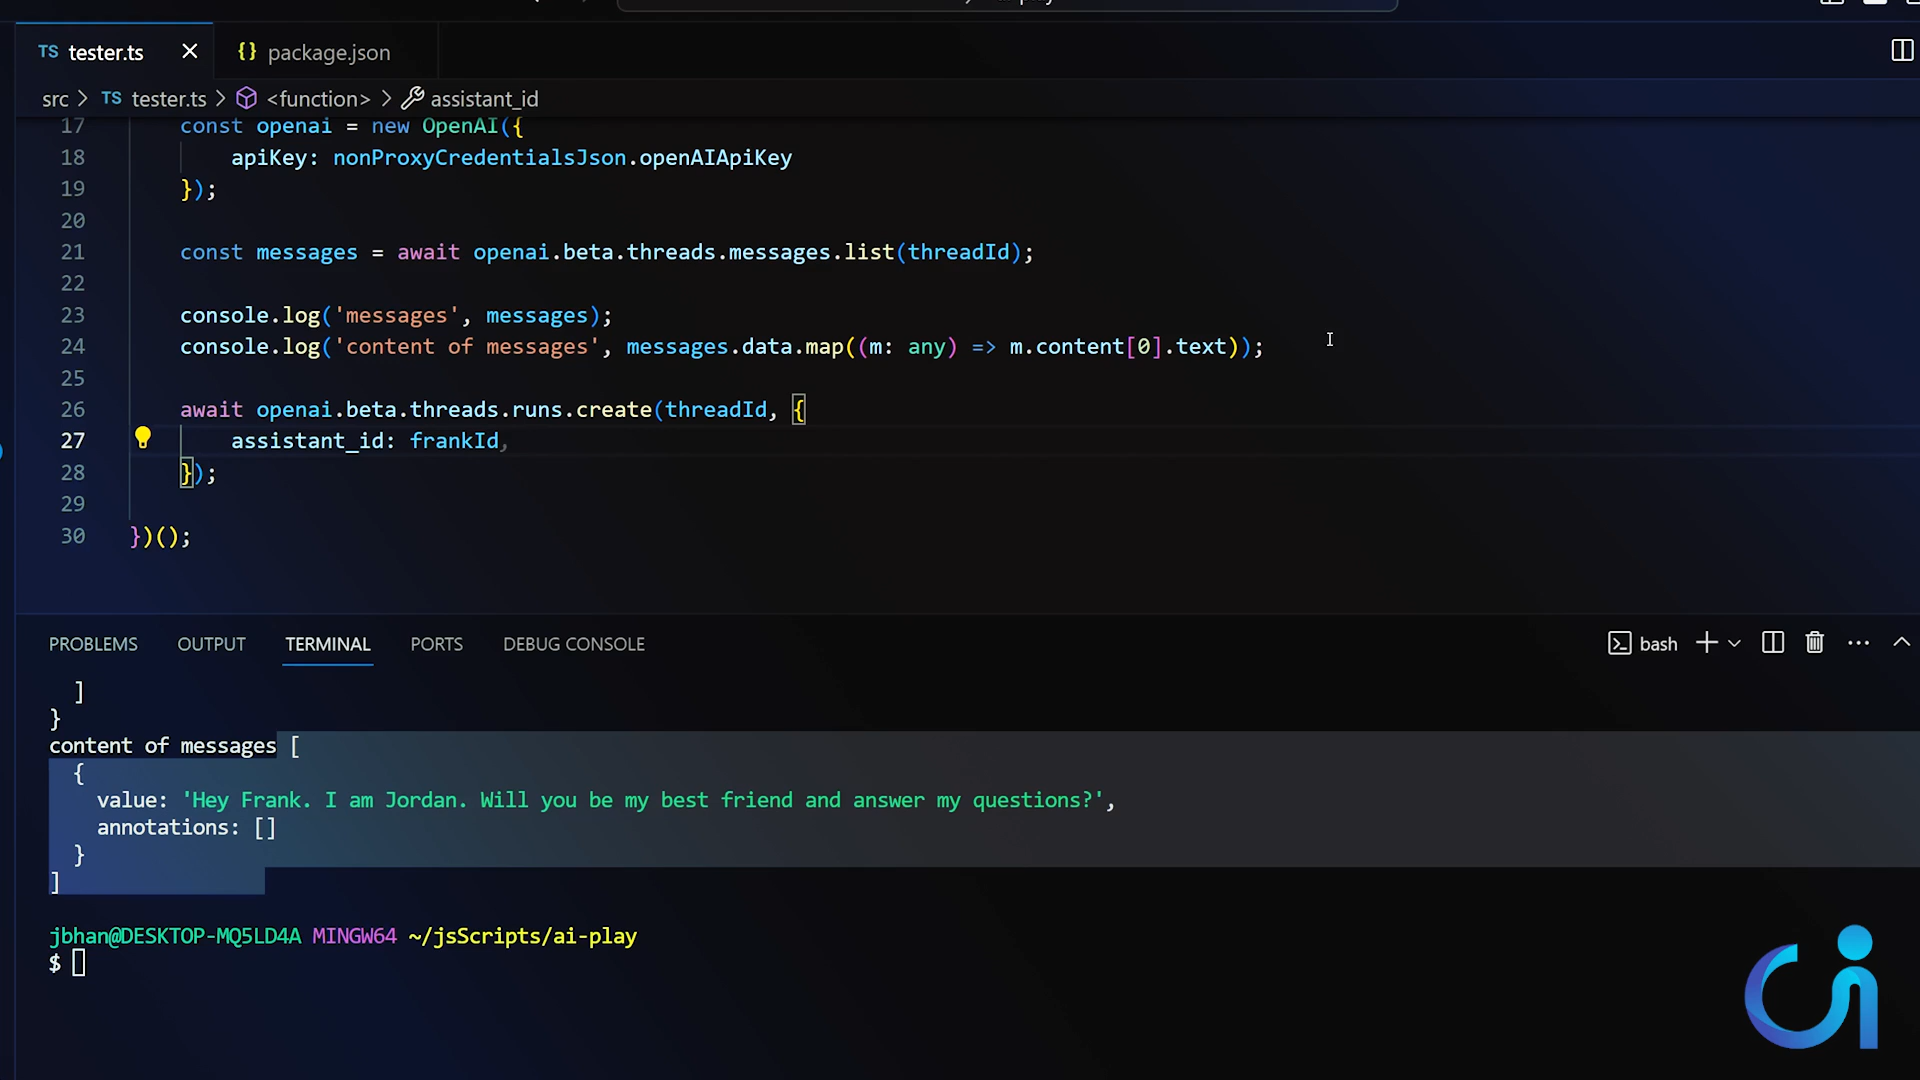 TS tester.ts
{} package.json
src > TS tester.ts > <function> > assistant_id
17 const openai = new OpenAI({
18 apiKey: nonProxyCredentialsJson.openAIApiKey
19 });
20
21 const messages = await openai.beta.threads.messages.list(threadId);
22
23 console.log('messages', messages);
24 console.log('content of messages', messages.data.map((m: any) => m.content[0].text));
25
26 await openai.beta.threads.runs.create(threadId, {
27 assistant_id: frankId,
28 });
29
30 })();
PROBLEMS OUTPUT TERMINAL PORTS DEBUG CONSOLE
bash
]
}
content of messages [
{
value: 'Hey Frank. I am Jordan. Will you be my best friend and answer my questions?',
annotations: []
}
]
jbhan@DESKTOP-MQ5LD4A MINGW64 ~/jsScripts/ai-play
$